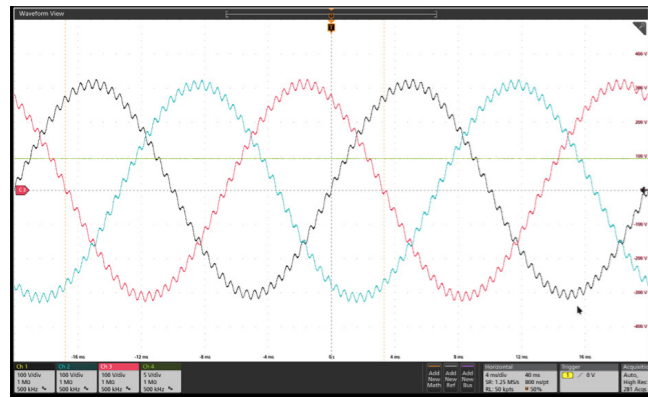 Waveform View
T
400 V
300 V
200 V
100 V
C 3
-100 V
-200 V
-300 V
-400 V
-16 ms -12 ms -8 ms -4 ms 0 s 4 ms 8 ms 12 ms 16 ms
Ch 1 Ch 2 Ch 3 Ch 4 Add Add Add Horizontal Trigger Acquisition
100 V/div 100 V/div 100 V/div 5 V/div New New New 4 ms/div 40 ms 1 0 V Auto,
1 MΩ 1 MΩ 1 MΩ 1 MΩ Math Ref Bus SR: 1.25 MS/s 800 ns/pt High Res:
500 kHz 500 kHz 500 kHz 500 kHz RL: 50 kpts 50% 281 Acqs